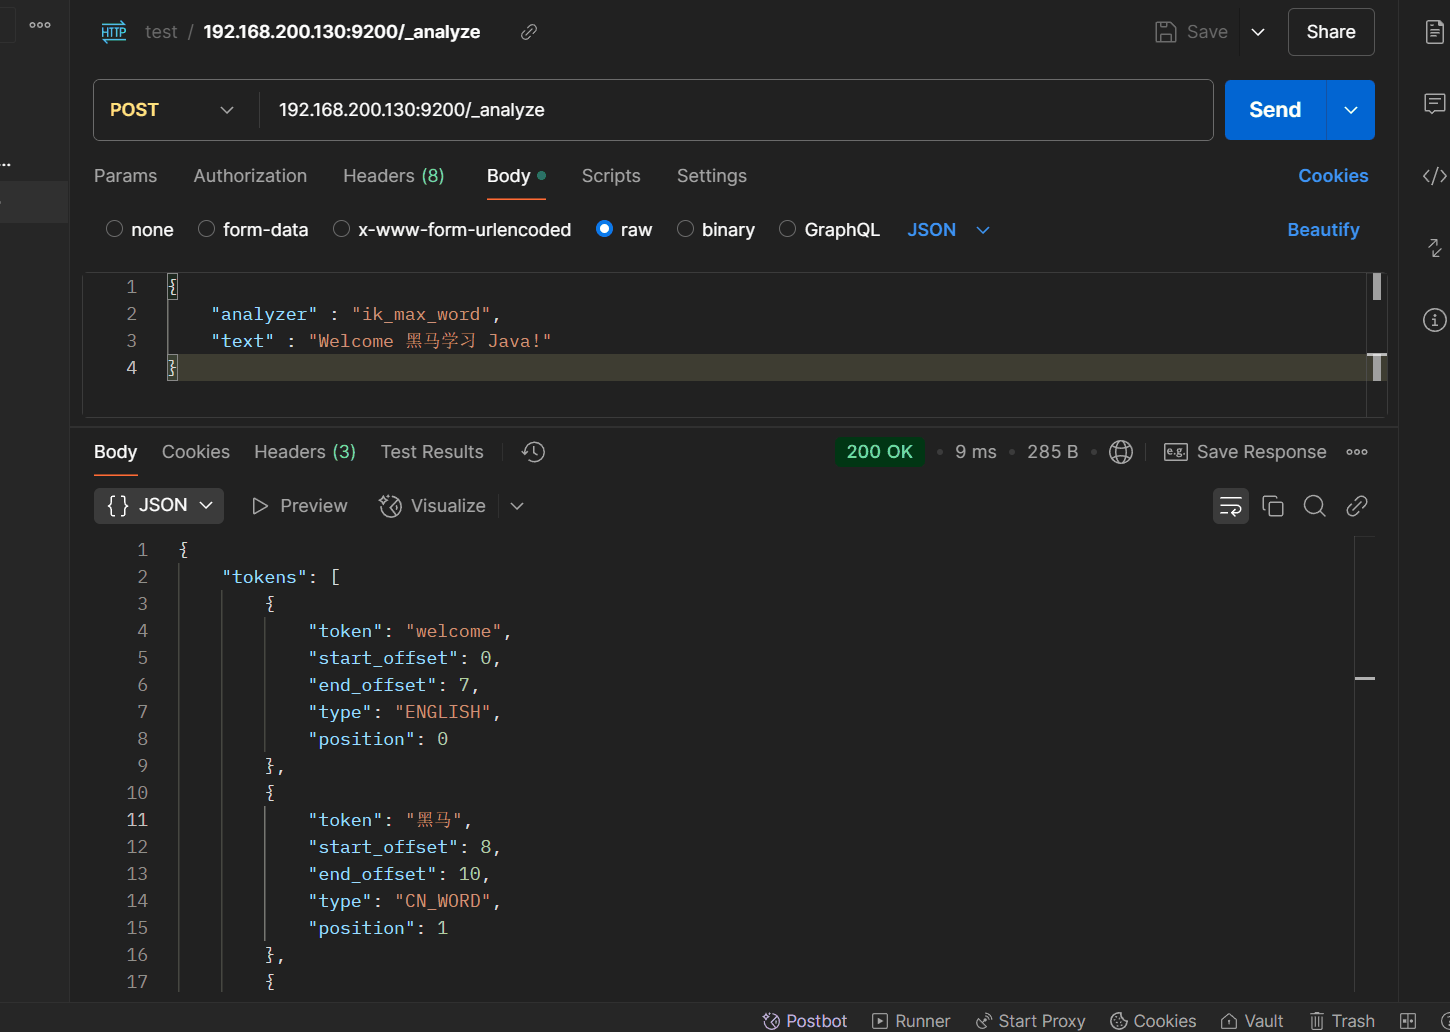 HTTP test / 192.168.200.130:9200/_analyze Save Share
POST 192.168.200.130:9200/_analyze Send
Params Authorization Headers (8) Body Scripts Settings Cookies
none form-data x-www-form-urlencoded raw binary GraphQL JSON Beautify
1 {
2 "analyzer" : "ik_max_word",
3 "text" : "Welcome 黑马学习 Java!"
4 }
Body Cookies Headers (3) Test Results 200 OK 9 ms 285 B e.g. Save Response
{} JSON Preview Visualize
1 {
2 "tokens": [
3 {
4 "token": "welcome",
5 "start_offset": 0,
6 "end_offset": 7,
7 "type": "ENGLISH",
8 "position": 0
9 },
10 {
11 "token": "黑马",
12 "start_offset": 8,
13 "end_offset": 10,
14 "type": "CN_WORD",
15 "position": 1
16 },
17 {
Postbot Runner Start Proxy Cookies Vault Trash